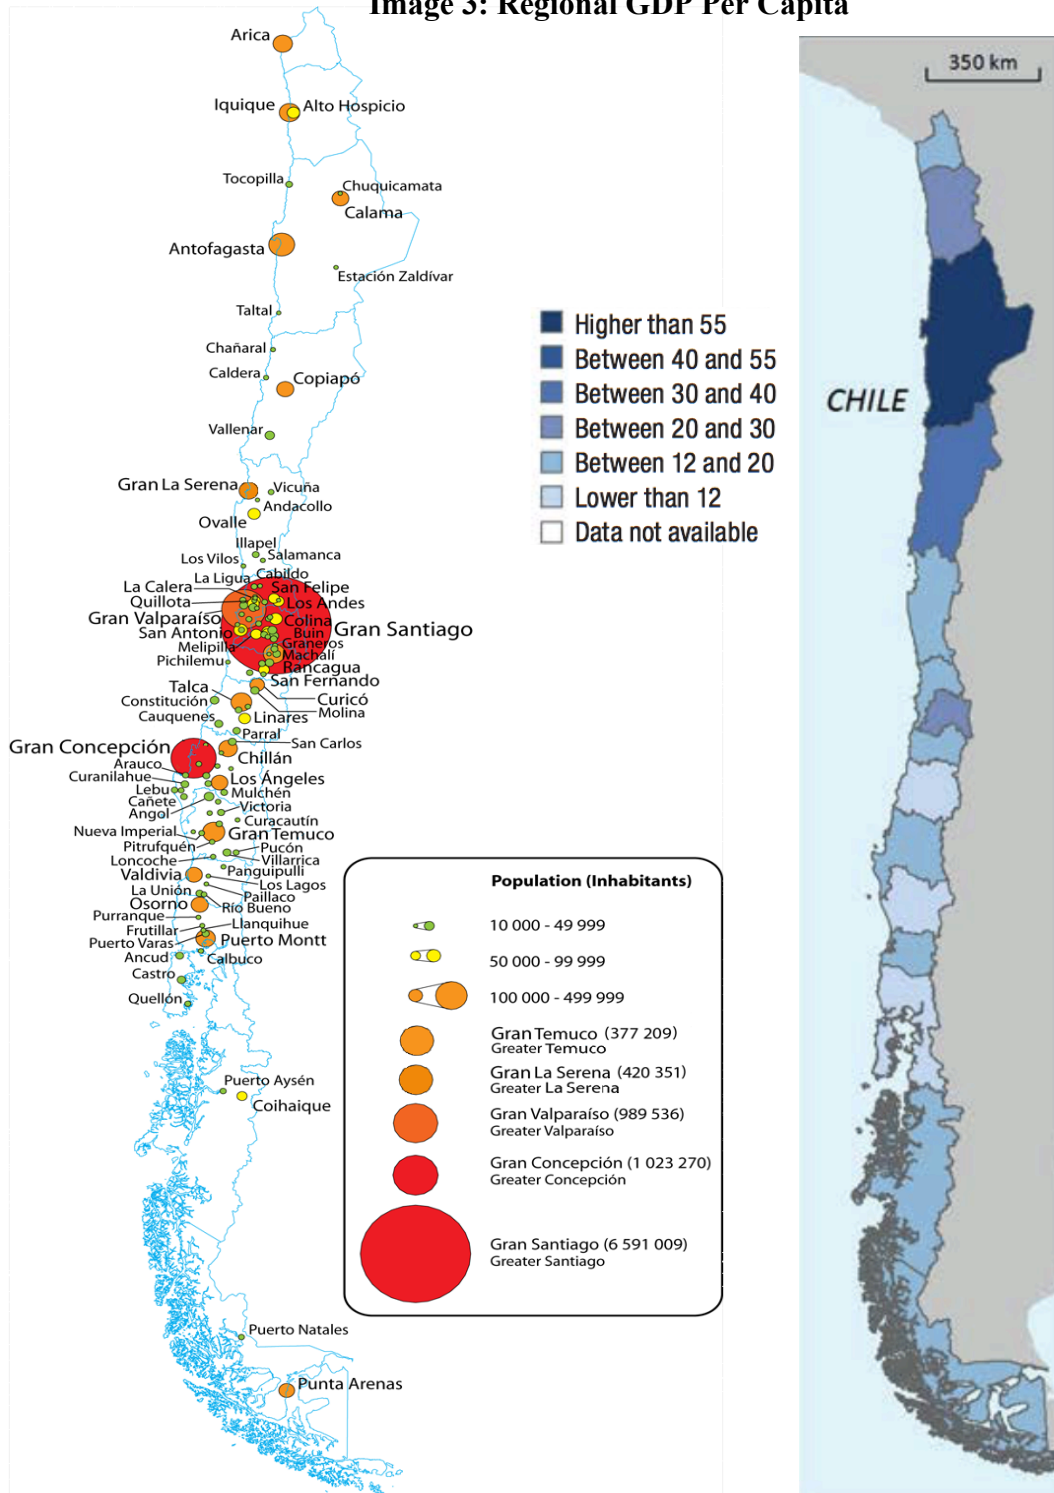 Image 3: Regional GDP Per Capita
Arica
Iquique
Alto Hospicio
Tocopilla
Chuquicamata
Calama
Antofagasta
Estación Zaldívar
Taltal
Chañaral
Caldera
Copiapó
Vallenar
Gran La Serena
Vicuña
Andacollo
Ovalle
Illapel
Los Vilos
Salamanca
La Ligua
Cabildo
La Calera
San Felipe
Quillota
Los Andes
Gran Valparaíso
Colina
Gran Santiago
San Antonio
Buin
Melipilla
Graneros
Machalí
Pichilemu
Rancagua
San Fernando
Talca
Curicó
Constitución
Molina
Cauquenes
Linares
Parral
San Carlos
Gran Concepción
Chillán
Arauco
Curanilahue
Los Ángeles
Lebu
Mulchén
Cañete
Victoria
Angol
Curacautín
Nueva Imperial
Gran Temuco
Pitrufquén
Pucón
Loncoche
Villarrica
Valdivia
Panguipulli
Los Lagos
La Unión
Paillaco
Osorno
Río Bueno
Purranque
Llanquihue
Frutillar
Puerto Varas
Puerto Montt
Ancud
Calbuco
Castro
Quellón
Puerto Aysén
Coihaique
Puerto Natales
Punta Arenas
Population (Inhabitants)
10 000 - 49 999
50 000 - 99 999
100 000 - 499 999
Gran Temuco (377 209)
Greater Temuco
Gran La Serena (420 351)
Greater La Serena
Gran Valparaíso (989 536)
Greater Valparaíso
Gran Concepción (1 023 270)
Greater Concepción
Gran Santiago (6 591 009)
Greater Santiago
Higher than 55
Between 40 and 55
Between 30 and 40
Between 20 and 30
Between 12 and 20
Lower than 12
Data not available
350 km
CHILE